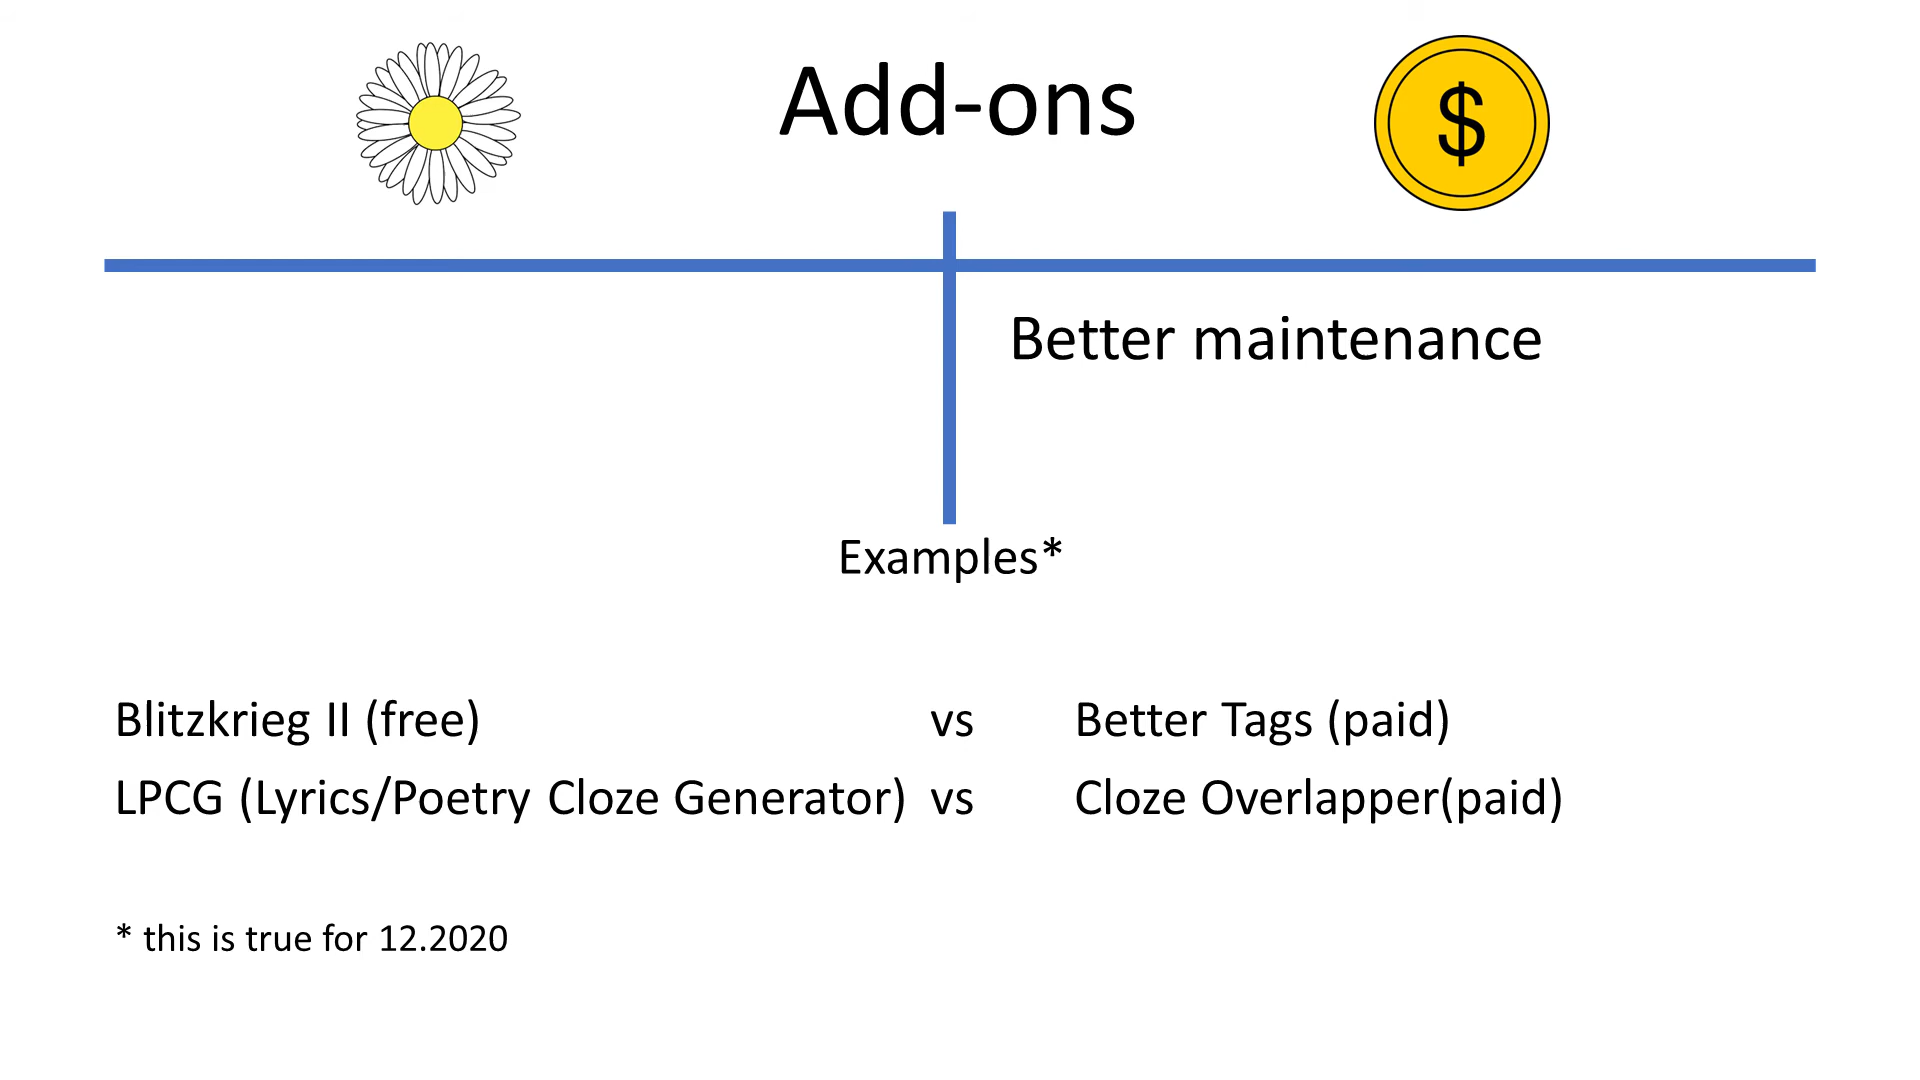 Add-ons
$
Better maintenance
Examples*
Blitzkrieg II (free) vs Better Tags (paid)
LPCG (Lyrics/Poetry Cloze Generator) vs Cloze Overlapper(paid)
* this is true for 12.2020